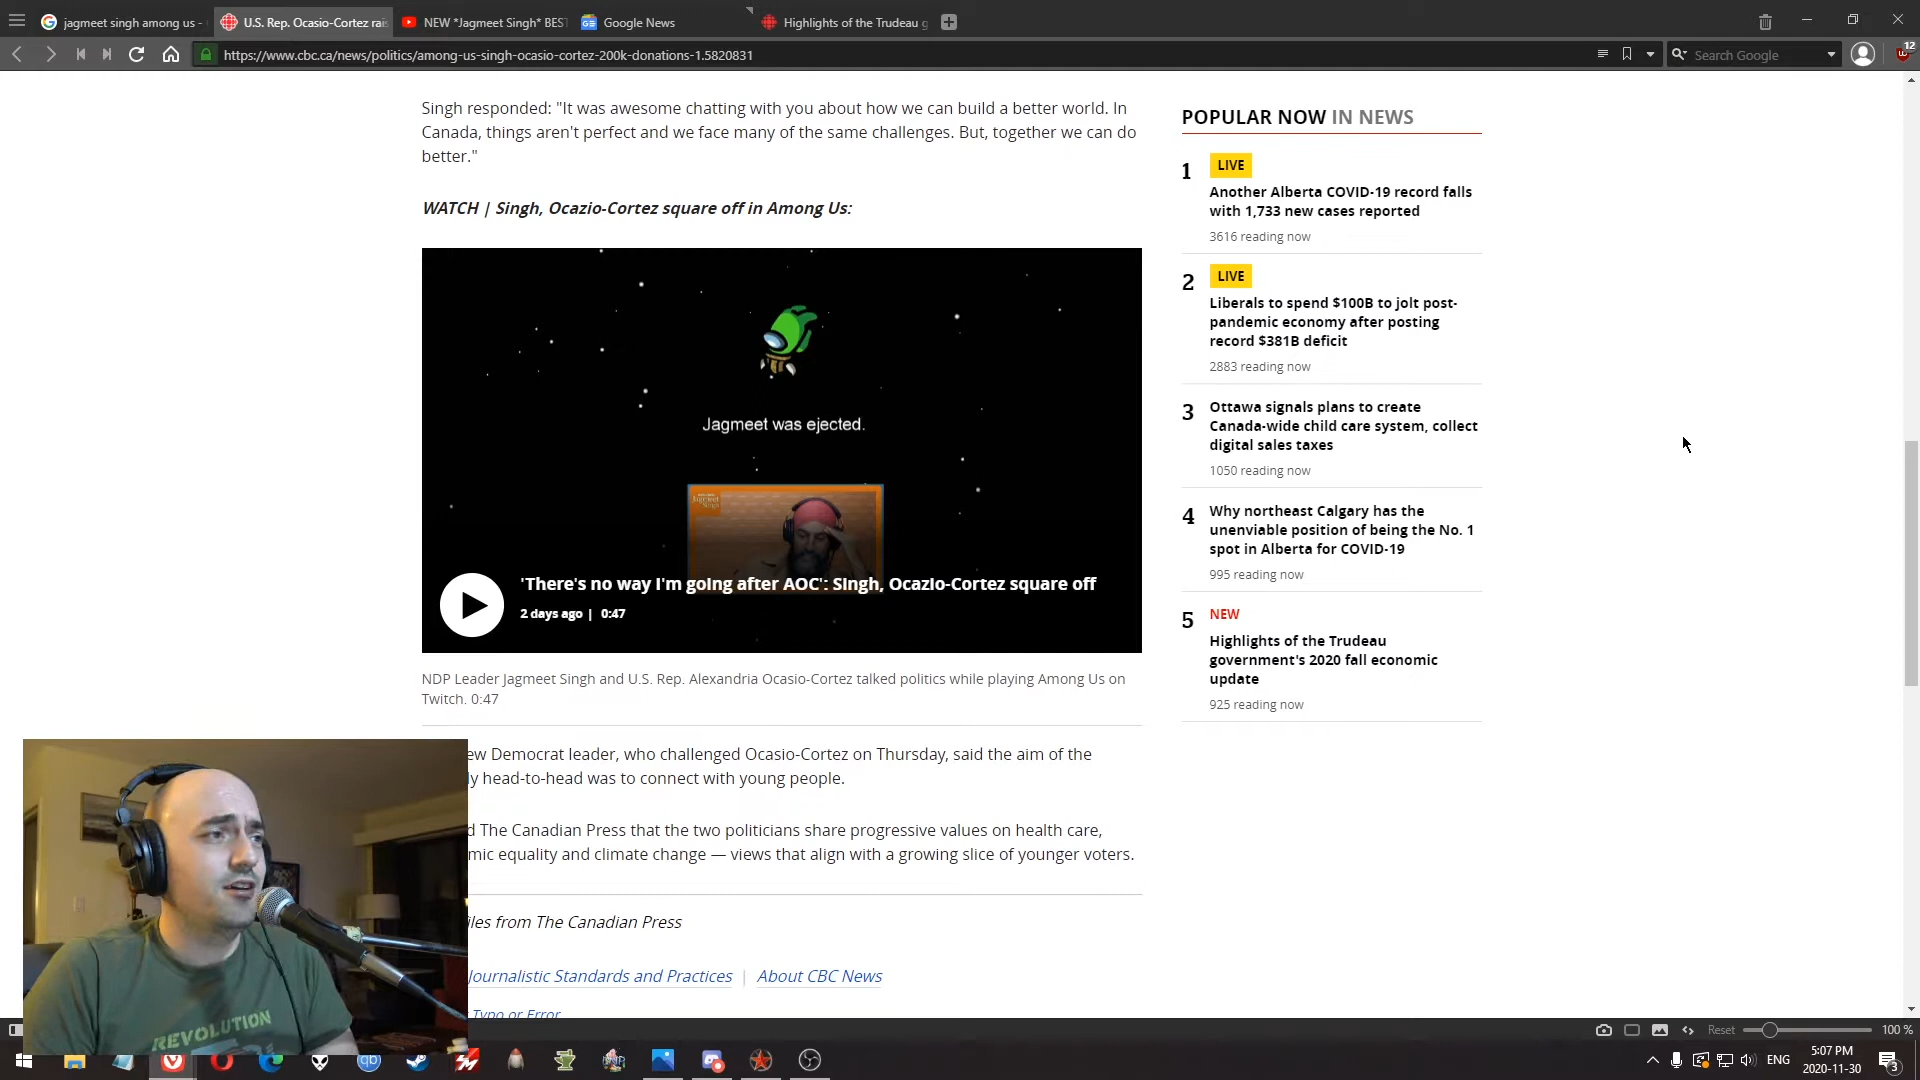 jagmeet singh among us -
U.S. Rep. Ocasio-Cortez rai
NEW *Jagmeet Singh* BEST
Google News
Highlights of the Trudeau g
https://www.cbc.ca/news/politics/among-us-singh-ocasio-cortez-200k-donations-1.5820831
Search Google
12
Singh responded: "It was awesome chatting with you about how we can build a better world. In
Canada, things aren't perfect and we face many of the same challenges. But, together we can do
better."
WATCH | Singh, Ocazio-Cortez square off in Among Us:
Jagmeet was ejected.
Jagmeet
Singh
'There's no way I'm going after AOC': Singh, Ocazio-Cortez square off
2 days ago | 0:47
NDP Leader Jagmeet Singh and U.S. Rep. Alexandria Ocasio-Cortez talked politics while playing Among Us on
Twitch. 0:47
ew Democrat leader, who challenged Ocasio-Cortez on Thursday, said the aim of the
ly head-to-head was to connect with young people.
d The Canadian Press that the two politicians share progressive values on health care,
mic equality and climate change — views that align with a growing slice of younger voters.
iles from The Canadian Press
Journalistic Standards and Practices | About CBC News
Typo or Error
POPULAR NOW IN NEWS
1
LIVE
Another Alberta COVID-19 record falls
with 1,733 new cases reported
3616 reading now
2
LIVE
Liberals to spend $100B to jolt post-
pandemic economy after posting
record $381B deficit
2883 reading now
3
Ottawa signals plans to create
Canada-wide child care system, collect
digital sales taxes
1050 reading now
4
Why northeast Calgary has the
unenviable position of being the No. 1
spot in Alberta for COVID-19
995 reading now
5
NEW
Highlights of the Trudeau
government's 2020 fall economic
update
925 reading now
REVOLUTION
Reset
100 %
qb
ENG
5:07 PM
2020-11-30
3